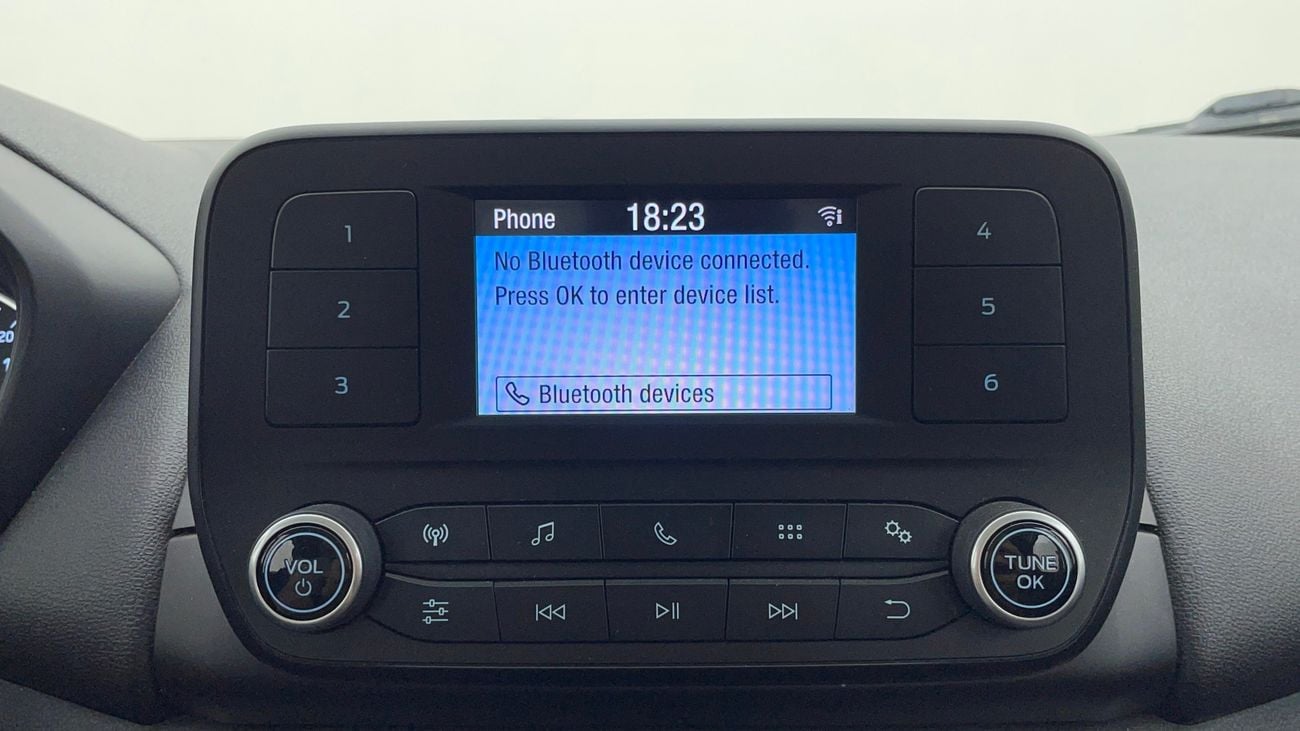 Phone 18:23
No Bluetooth device connected.
Press OK to enter device list.
Bluetooth devices
1
2
3
4
5
6
VOL
TUNE
OK
20